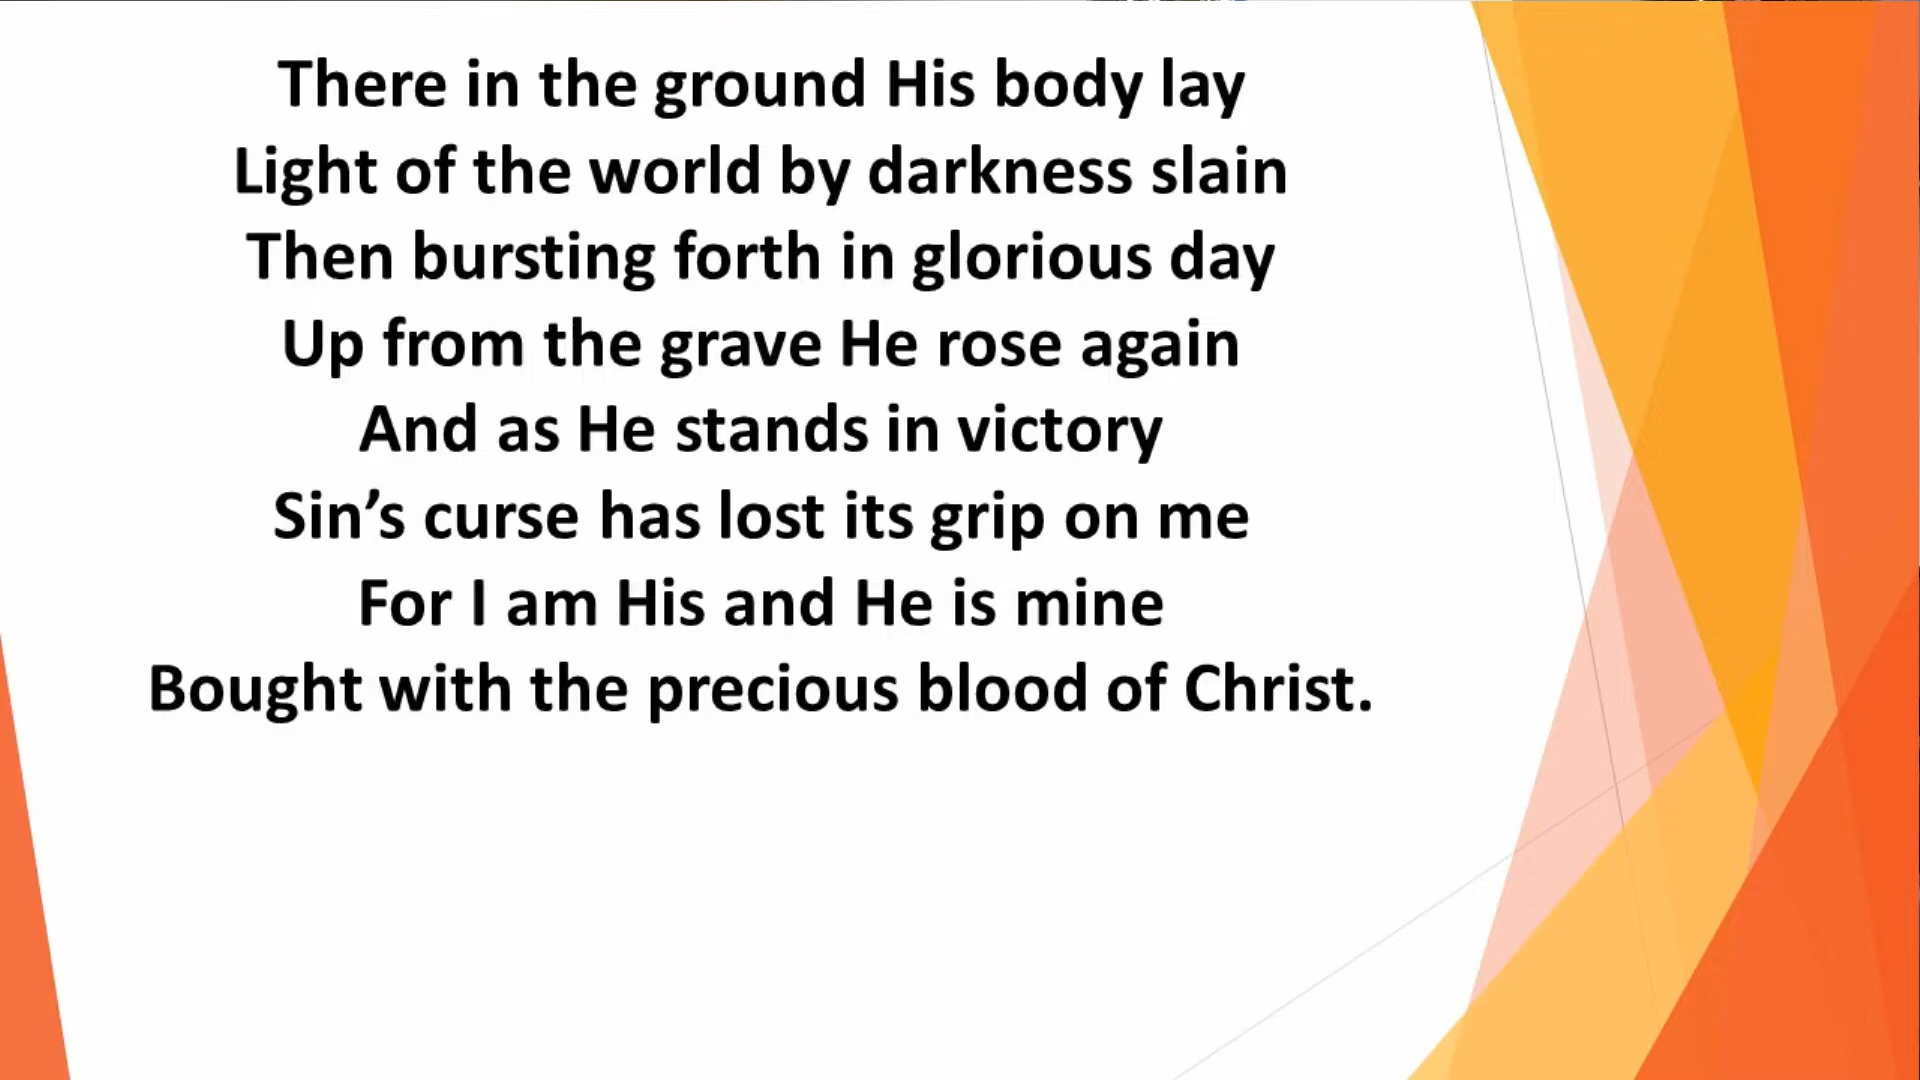 There in the ground His body lay
Light of the world by darkness slain
Then bursting forth in glorious day
Up from the grave He rose again
And as He stands in victory
Sin’s curse has lost its grip on me
For I am His and He is mine
Bought with the precious blood of Christ.